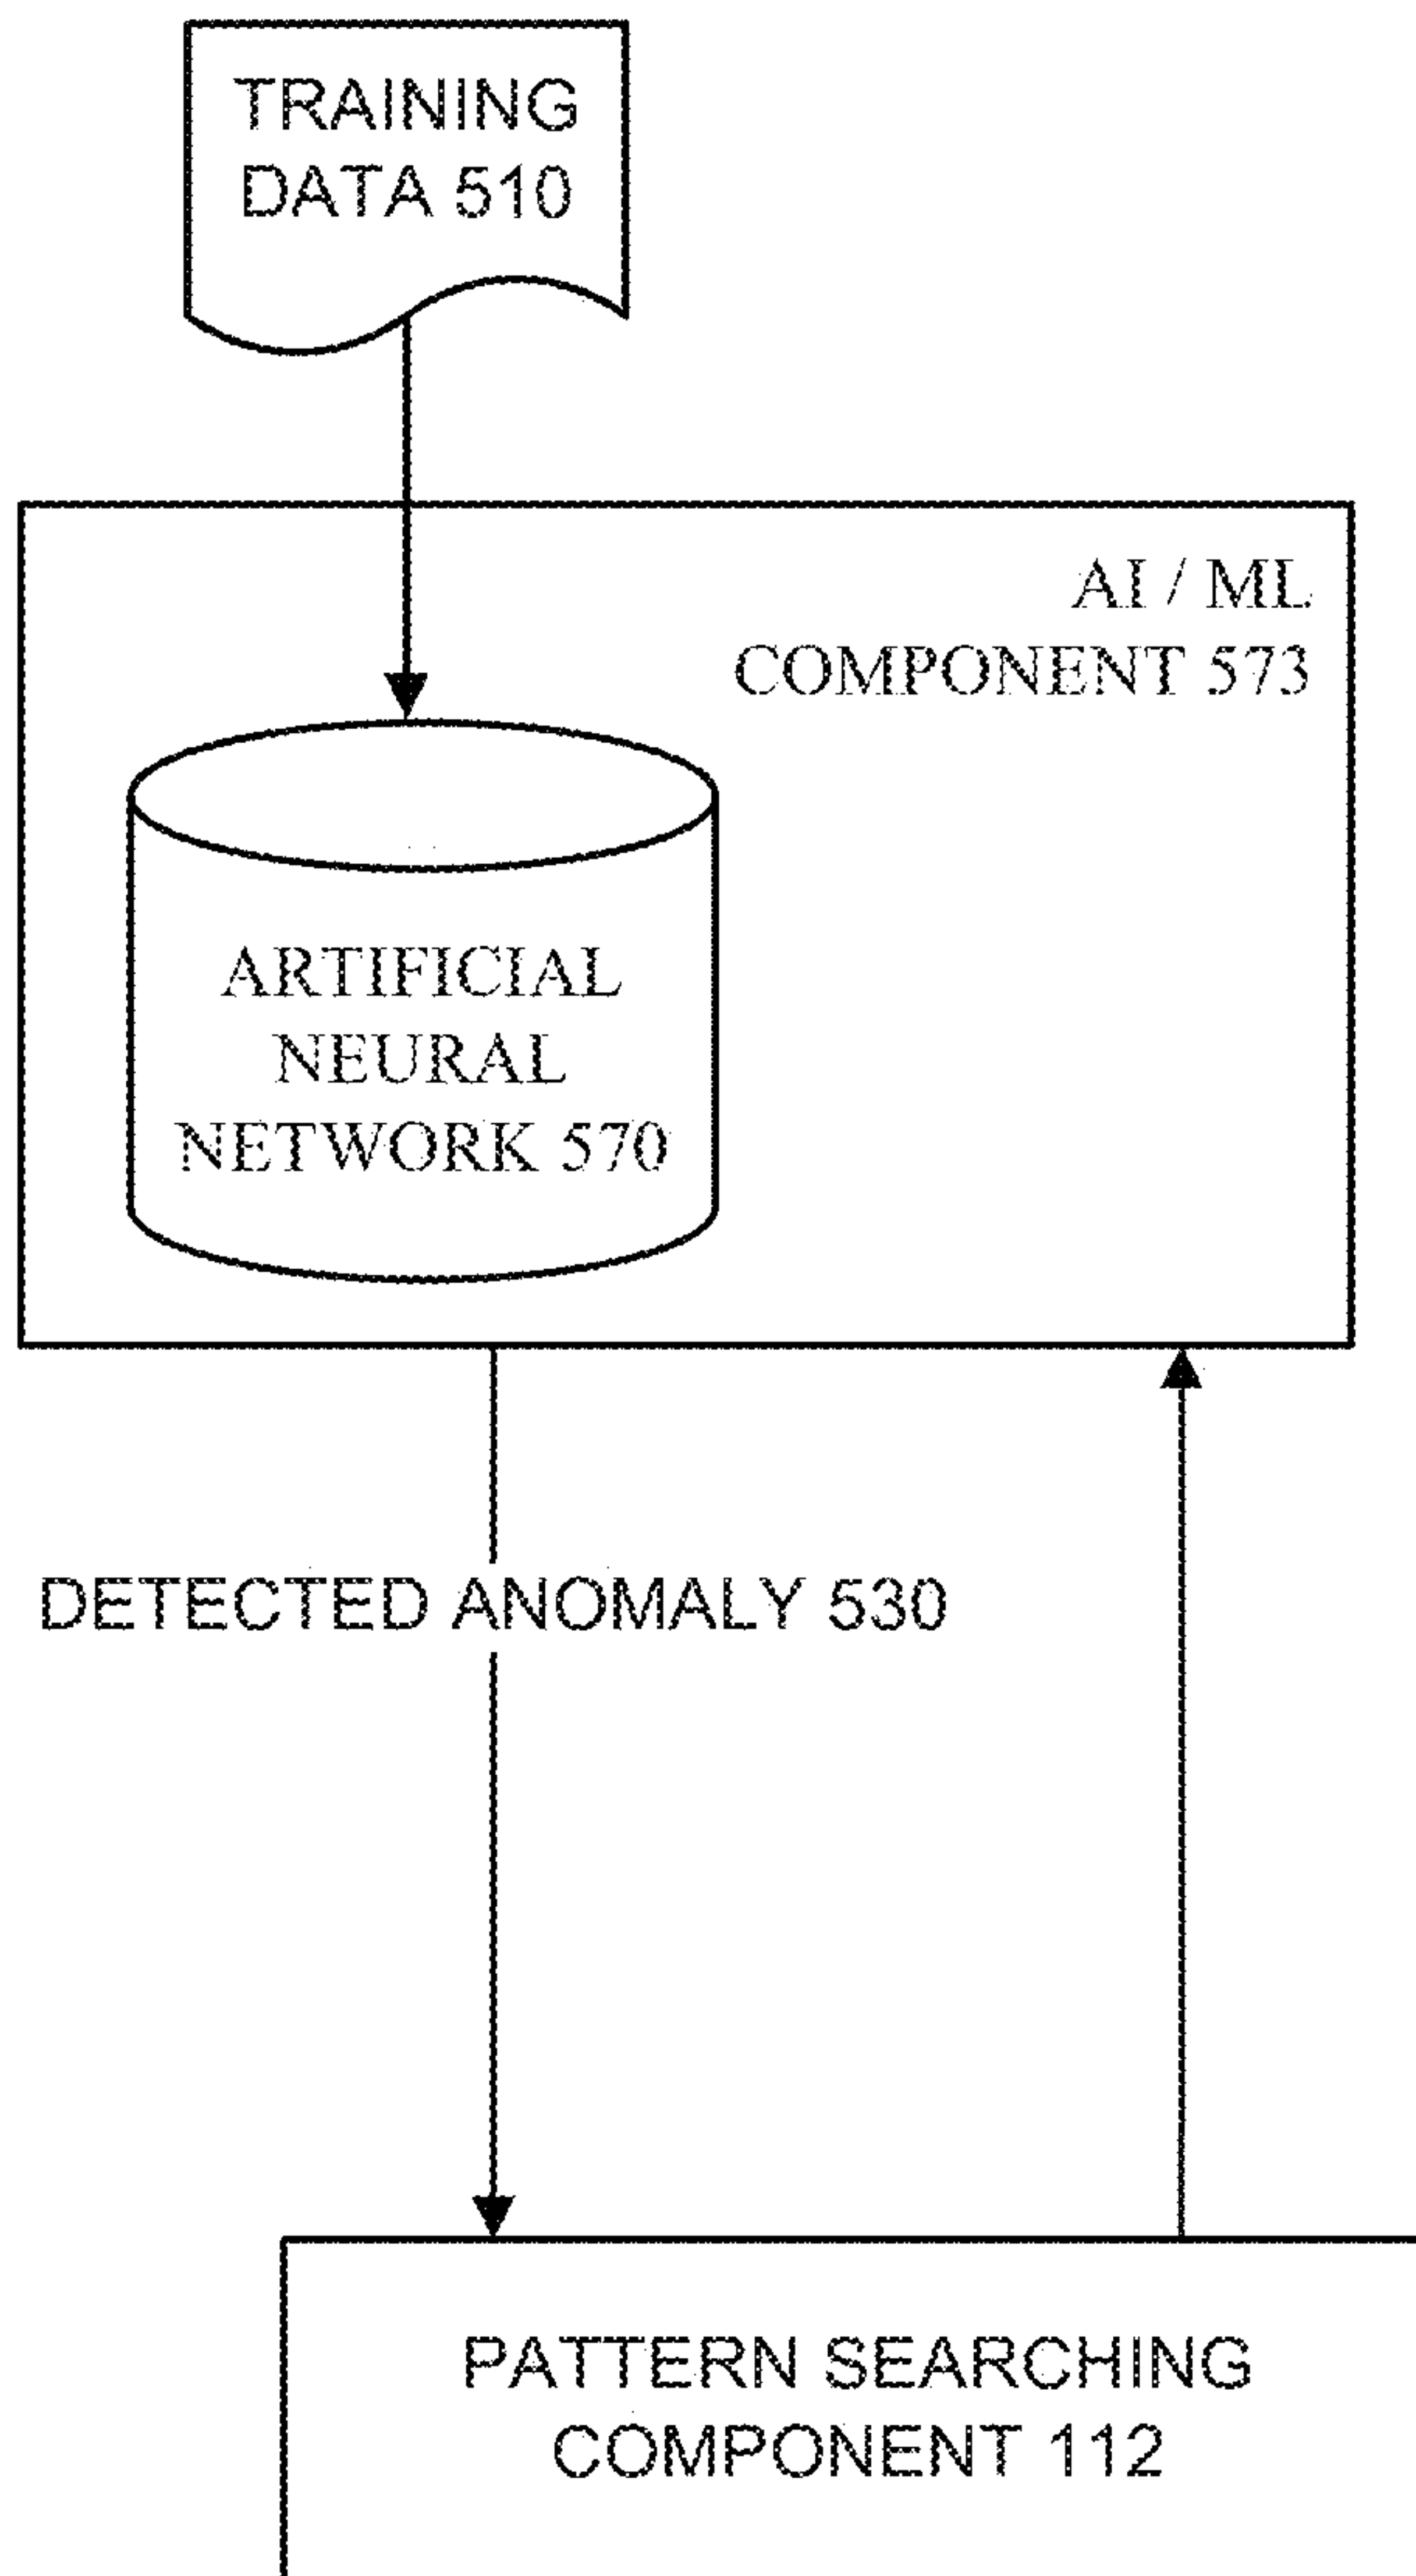 TRAINING
DATA 510
AI / ML
COMPONENT 573
ARTIFICIAL
NEURAL
NETWORK 570
DETECTED ANOMALY 530
PATTERN SEARCHING
COMPONENT 112